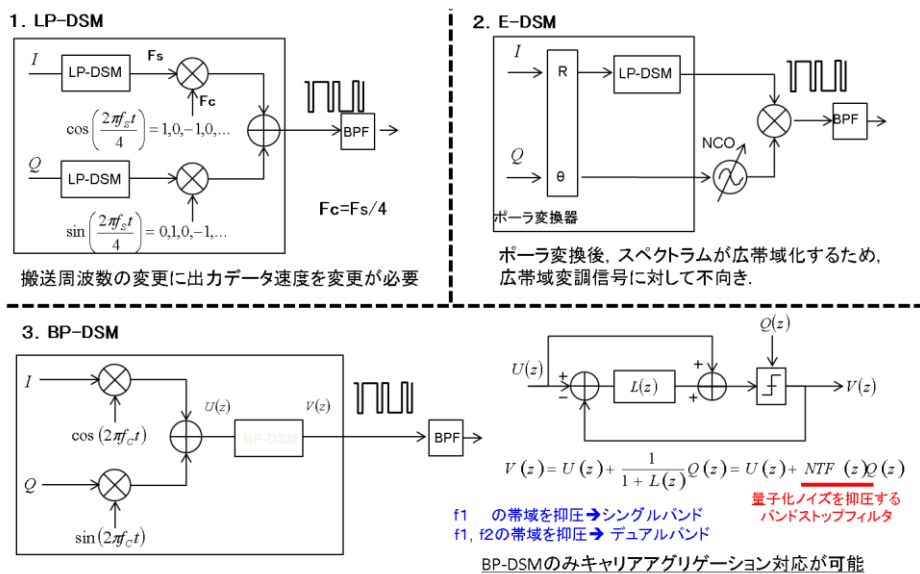 1. LP-DSM
I
LP-DSM
Fs
Fc
cos(2πf_S t / 4) = 1,0,−1,0,...
Q
LP-DSM
sin(2πf_S t / 4) = 0,1,0,−1,...
BPF
Fc=Fs/4
搬送周波数の変更に出力データ速度を変更が必要
2. E-DSM
I
R
LP-DSM
Q
θ
NCO
BPF
ポーラ変換器
ポーラ変換後，スペクトラムが広帯域化するため，
広帯域変調信号に対して不向き.
3. BP-DSM
I
cos(2πf_C t)
Q
sin(2πf_C t)
U(z)
BP-DSM
V(z)
BPF
Q(z)
U(z)
+
−
L(z)
+
+
V(z)
V(z) = U(z) + 1 / (1 + L(z)) Q(z) = U(z) + NTF (z)Q(z)
量子化ノイズを抑圧する
バンドストップフィルタ
f1 の帯域を抑圧➔シングルバンド
f1, f2の帯域を抑圧➔ デュアルバンド
BP-DSMのみキャリアアグリゲーション対応が可能